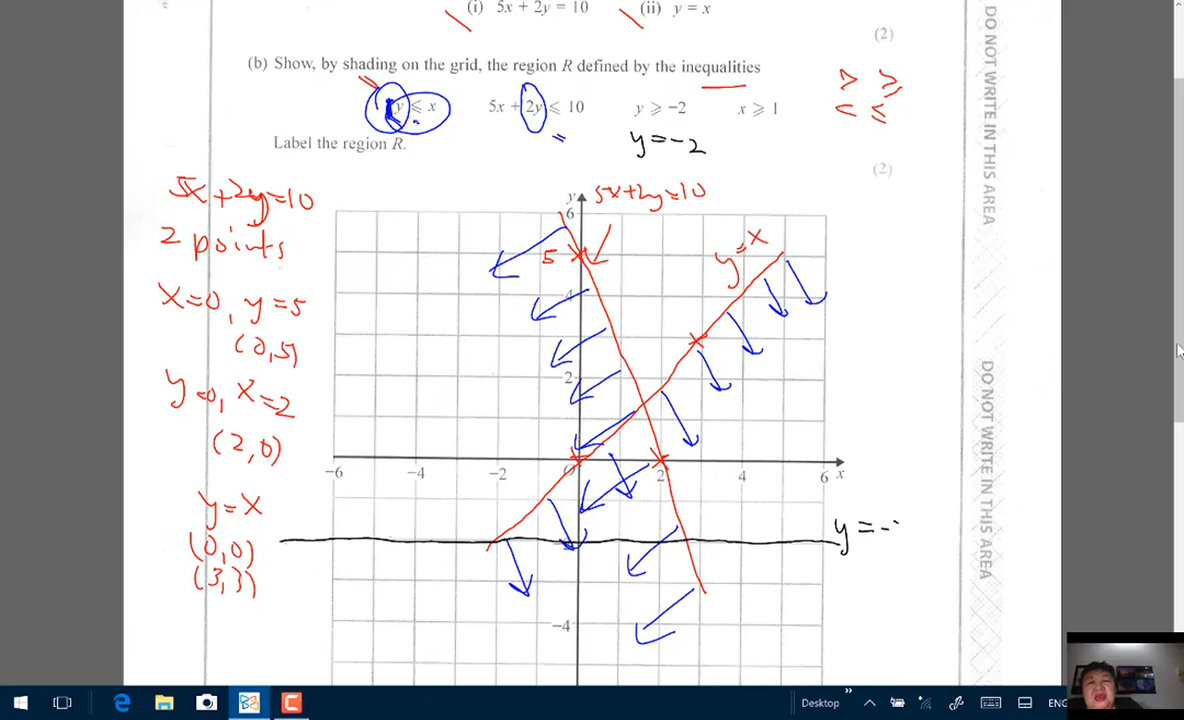 (i) 5x + 2y = 10 (ii) y = x
(2)
(b) Show, by shading on the grid, the region R defined by the inequalities
y ⩽ x 5x + 2y ⩽ 10 y ⩾ −2 x ⩾ 1
> ≥
< ≤
Label the region R.
y=-2
(2)
5x+2y=10
2 points
x=0, y=5
(0,5)
y=0, x=2
(2,0)
y=x
(0,0)
(3,3)
y
5x+2y=10
6
5
4
2
y=x
−6 −4 −2 O 2 4 6 x
y=-
−4
DO NOT WRITE IN THIS AREA
DO NOT WRITE IN THIS AREA
Desktop
ENG